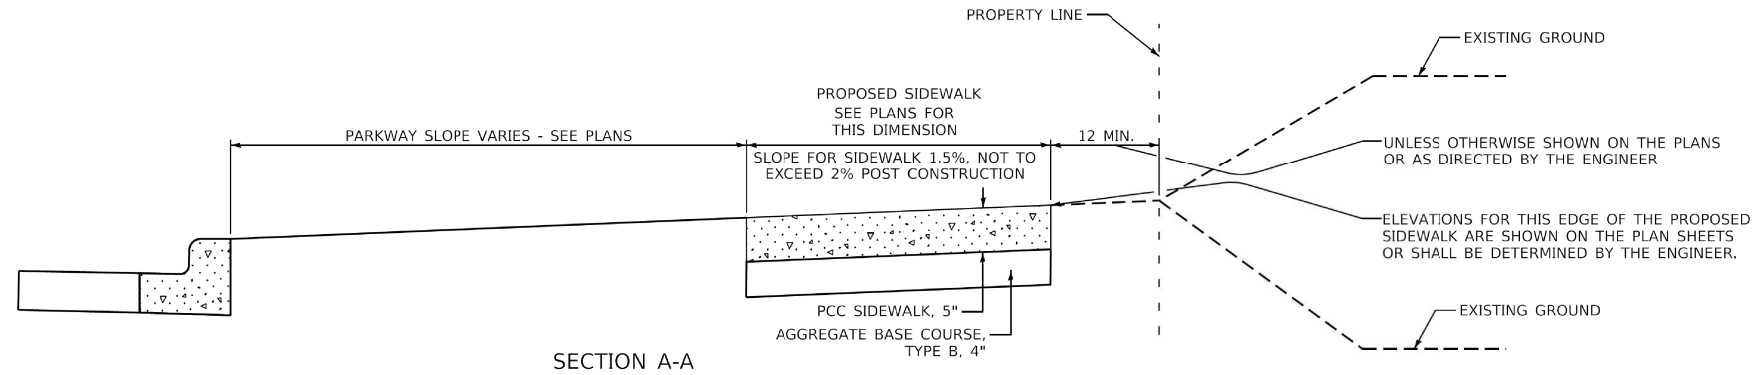 PROPERTY LINE
EXISTING GROUND
PROPOSED SIDEWALK
SEE PLANS FOR
THIS DIMENSION
PARKWAY SLOPE VARIES - SEE PLANS
12 MIN.
UNLESS OTHERWISE SHOWN ON THE PLANS
OR AS DIRECTED BY THE ENGINEER
SLOPE FOR SIDEWALK 1.5%. NOT TO
EXCEED 2% POST CONSTRUCTION
ELEVATIONS FOR THIS EDGE OF THE PROPOSED
SIDEWALK ARE SHOWN ON THE PLAN SHEETS
OR SHALL BE DETERMINED BY THE ENGINEER.
PCC SIDEWALK, 5"
EXISTING GROUND
AGGREGATE BASE COURSE,
TYPE B, 4"
SECTION A-A